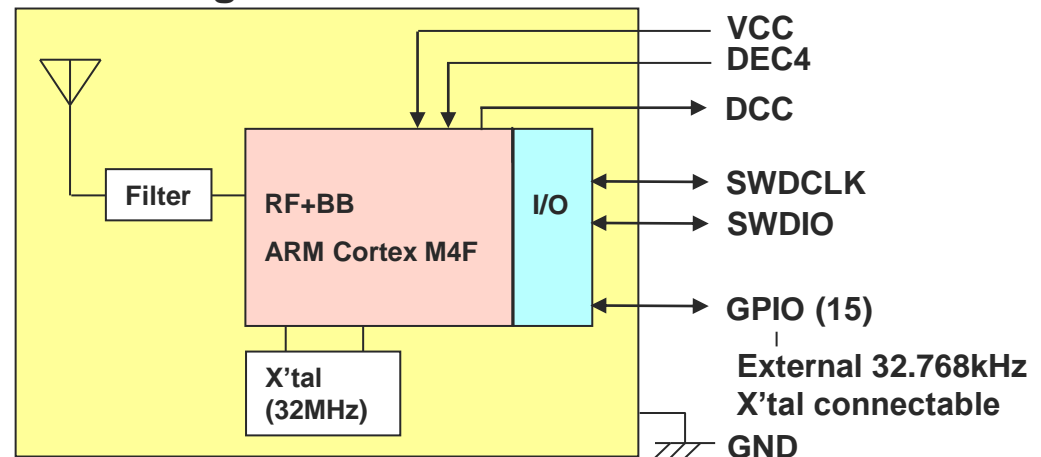 VCC
DEC4
DCC
Filter
RF+BB
ARM Cortex M4F
I/O
SWDCLK
SWDIO
GPIO (15)
External 32.768kHz
X'tal connectable
X'tal
(32MHz)
GND